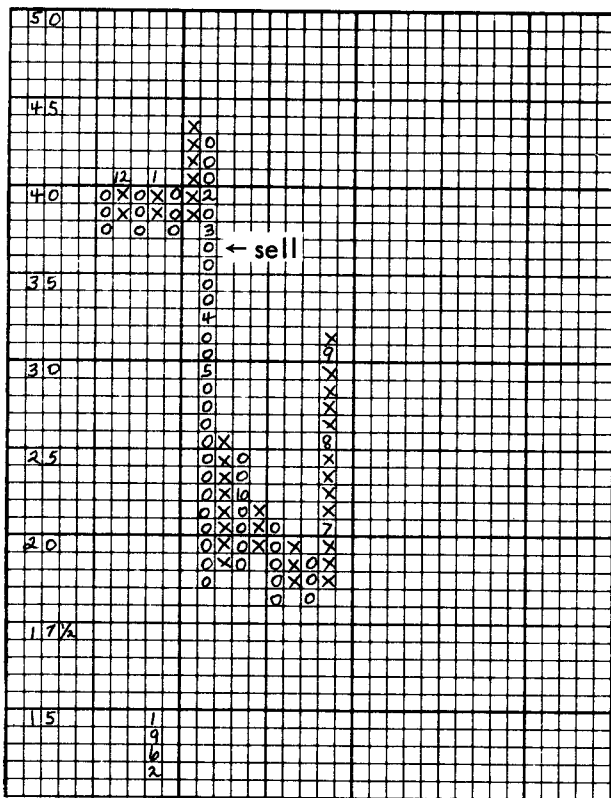 50
45
X
X O
X O
12 1 X O
40 O X O X O X 2
O X O X O X O
O O O 3
O ← sell
O
35 O
O
4
O X
O 9
30 5 X
O X
O X
O X
O X 8
25 O X O X
O X O X
O X 10 X
O X O X X
O X O X O 7
20 O X O X O X X
O X O O X O X
O O X O X
O O
17½
15 1
9
6
2